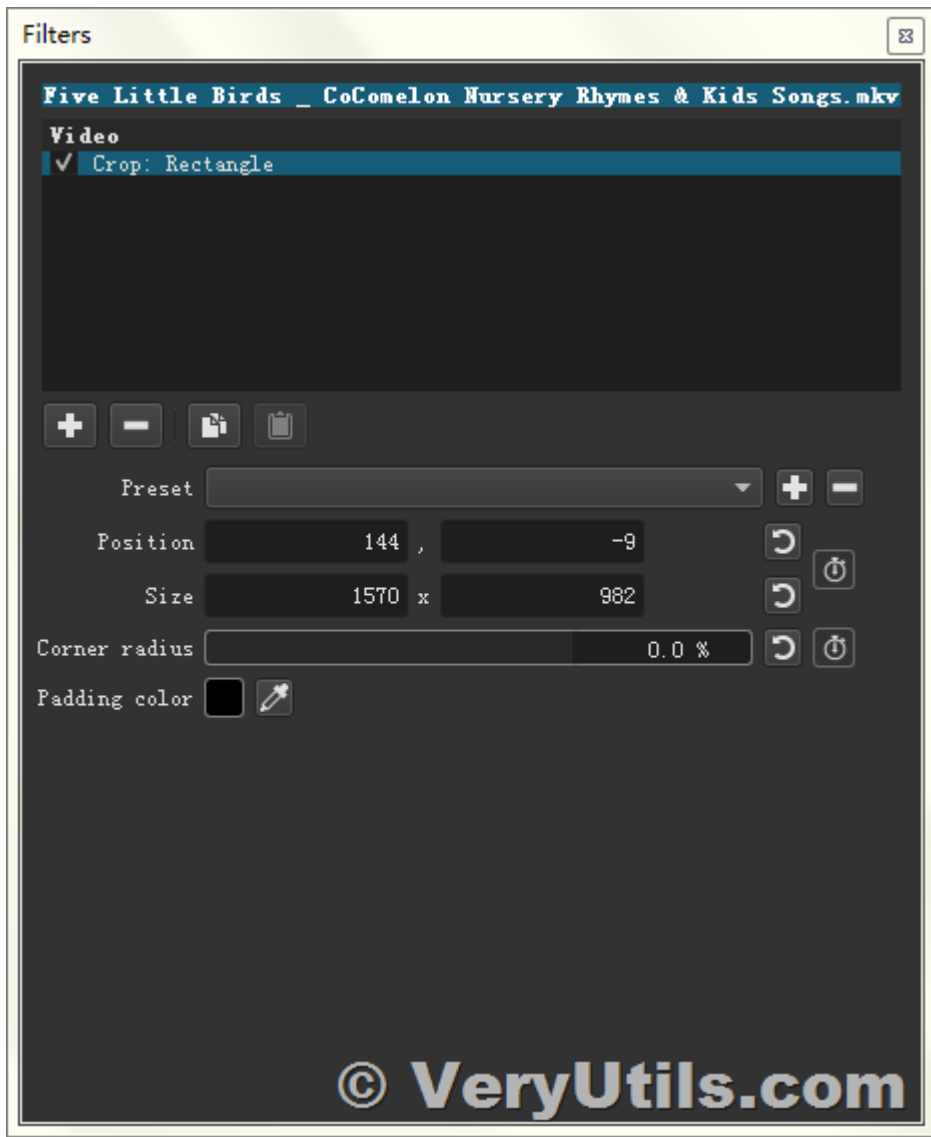 Filters
Five Little Birds _ CoComelon Nursery Rhymes & Kids Songs.mkv
Video
Crop: Rectangle
Preset
Position 144 , -9
Size 1570 x 982
Corner radius 0.0 %
Padding color
© VeryUtils.com